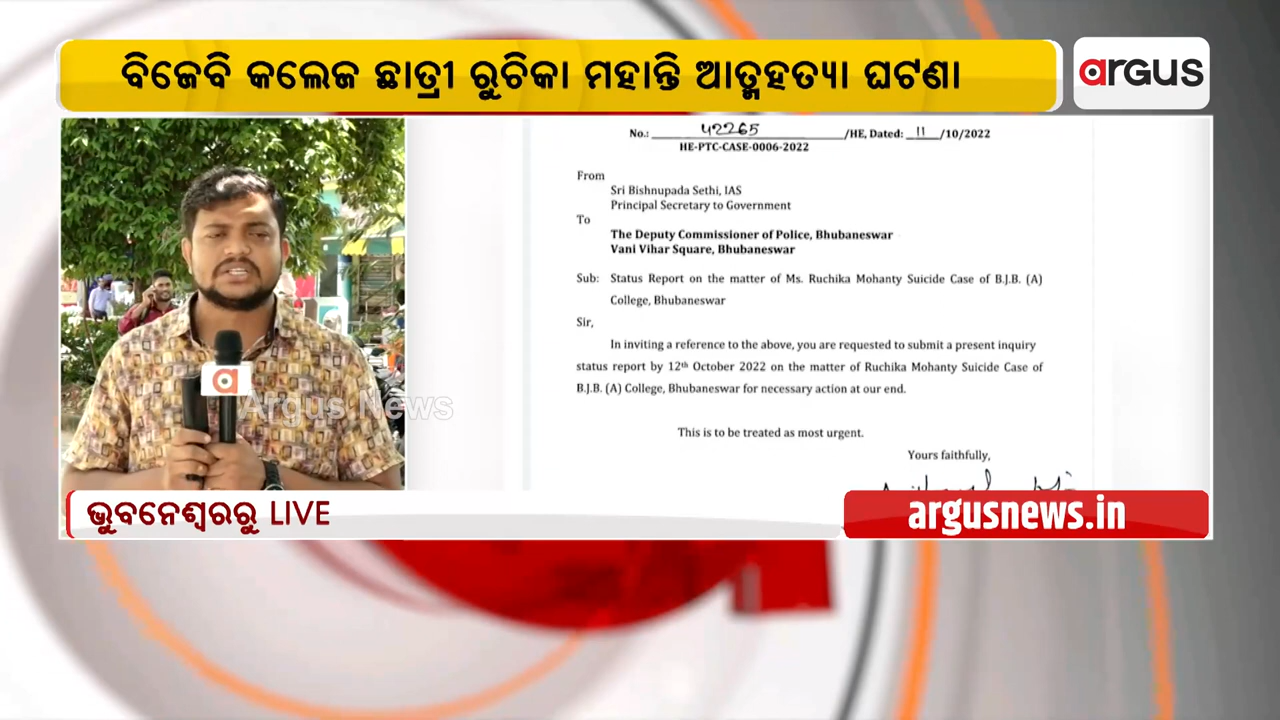 ବିଜେବି କଲେଜ ଛାତ୍ରୀ ରୁଚିକା ମହାନ୍ତି ଆତ୍ମହତ୍ୟା ଘଟଣା
argus
No.: 42265 /HE, Dated: 11 /10/2022
HE-PTC-CASE-0006-2022
From
Sri Bishnupada Sethi, IAS
Principal Secretary to Government
To
The Deputy Commissioner of Police, Bhubaneswar
Vani Vihar Square, Bhubaneswar
Sub: Status Report on the matter of Ms. Ruchika Mohanty Suicide Case of B.J.B. (A)
College, Bhubaneswar
Sir,
In inviting a reference to the above, you are requested to submit a present inquiry
status report by 12th October 2022 on the matter of Ruchika Mohanty Suicide Case of
B.J.B. (A) College, Bhubaneswar for necessary action at our end.
This is to be treated as most urgent.
Yours faithfully,
a
Argus News
ଭୁବନେଶ୍ୱରରୁ LIVE
argusnews.in